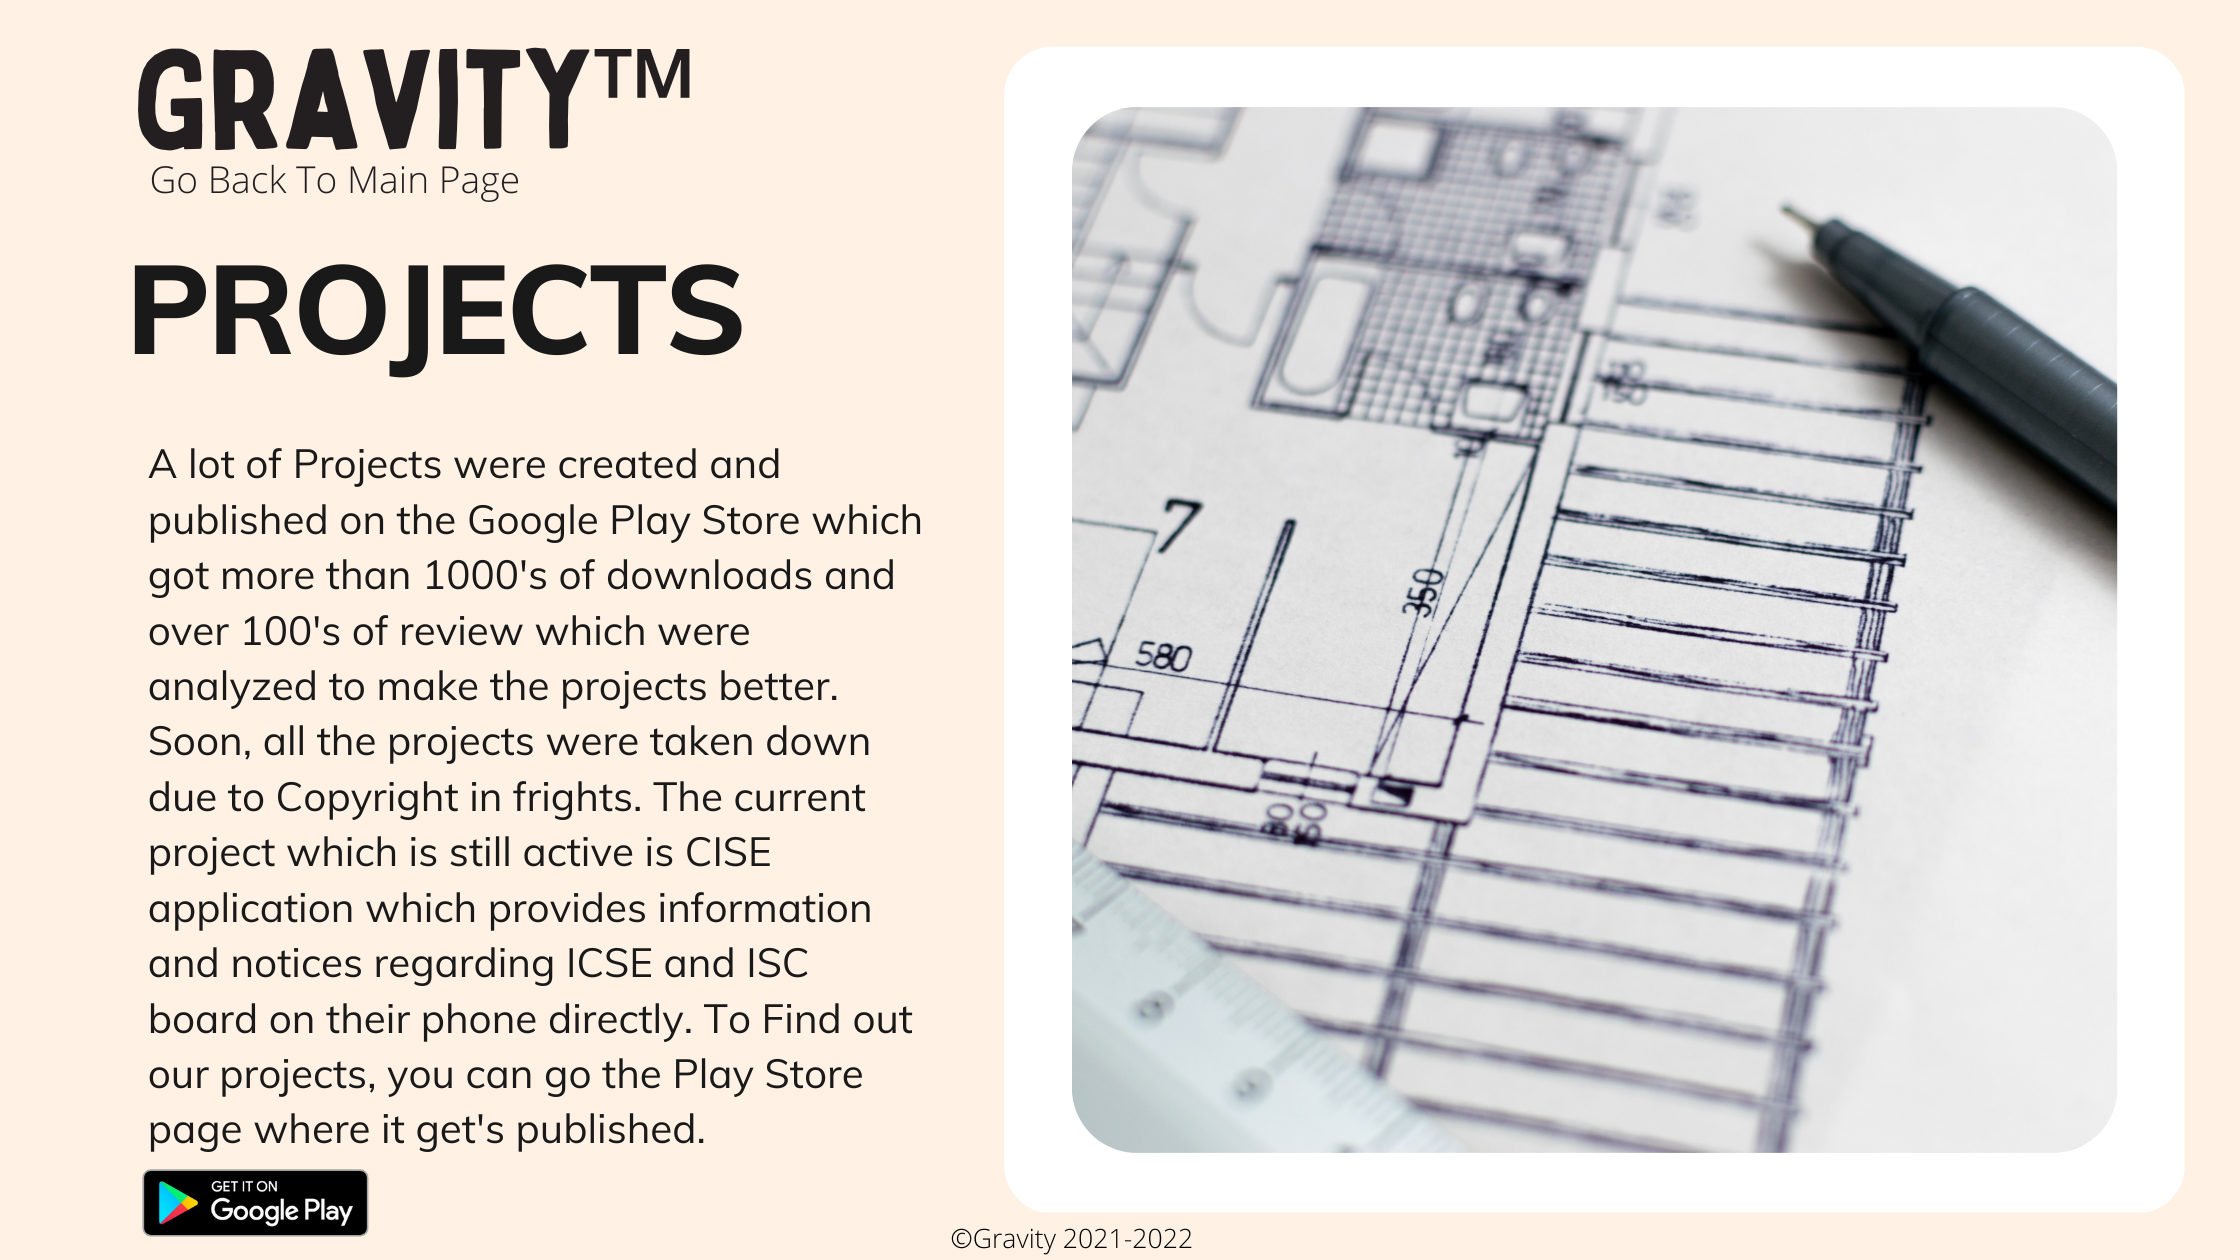 GRAVITY™
Go Back To Main Page
PROJECTS
A lot of Projects were created and
published on the Google Play Store which
got more than 1000's of downloads and
over 100's of review which were
analyzed to make the projects better.
Soon, all the projects were taken down
due to Copyright in frights. The current
project which is still active is CISE
application which provides information
and notices regarding ICSE and ISC
board on their phone directly. To Find out
our projects, you can go the Play Store
page where it get's published.
GET IT ON
Google Play
7
350
580
©Gravity 2021-2022